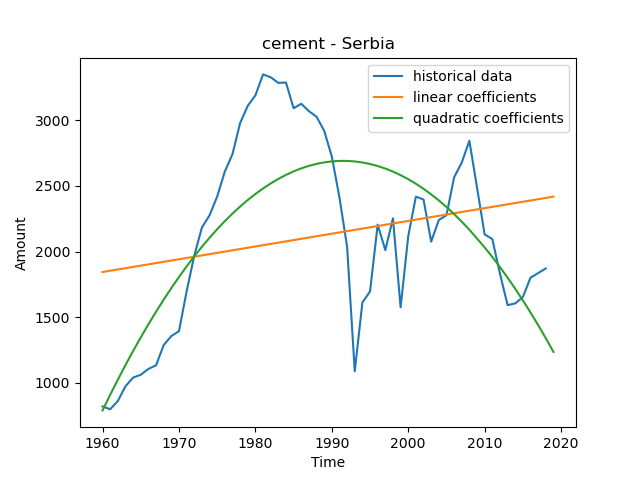 cement - Serbia
historical data
linear coefficients
quadratic coefficients
Amount
3000
2500
2000
1500
1000
1960 1970 1980 1990 2000 2010 2020
Time